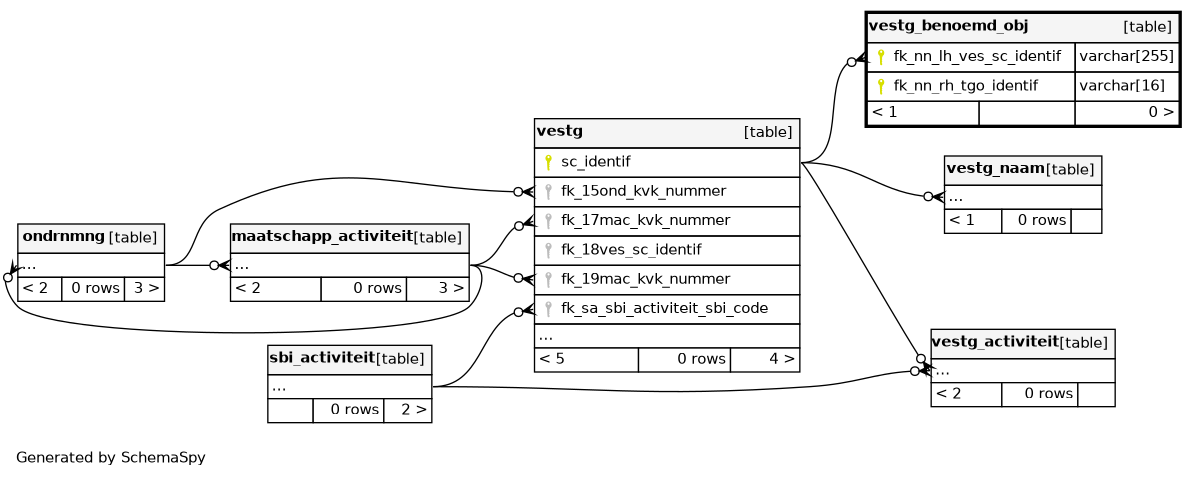 vestg_benoemd_obj [table]
fk_nn_lh_ves_sc_identif varchar[255]
fk_nn_rh_tgo_identif varchar[16]
< 1 0 >
vestg [table]
sc_identif
fk_15ond_kvk_nummer
fk_17mac_kvk_nummer
fk_18ves_sc_identif
fk_19mac_kvk_nummer
fk_sa_sbi_activiteit_sbi_code
...
< 5 0 rows 4 >
vestg_naam [table]
...
< 1 0 rows
ondrnmng [table]
...
< 2 0 rows 3 >
maatschapp_activiteit [table]
...
< 2 0 rows 3 >
sbi_activiteit [table]
...
0 rows 2 >
vestg_activiteit [table]
...
< 2 0 rows
Generated by SchemaSpy